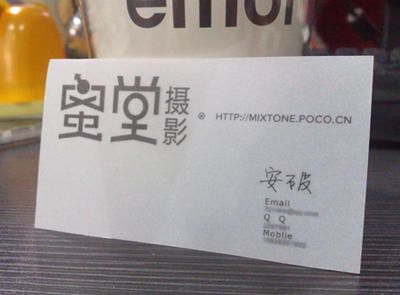 emor
蜜堂摄影
HTTP://MIXTONE.POCO.CN
安破
Email
Q Q
Moblie